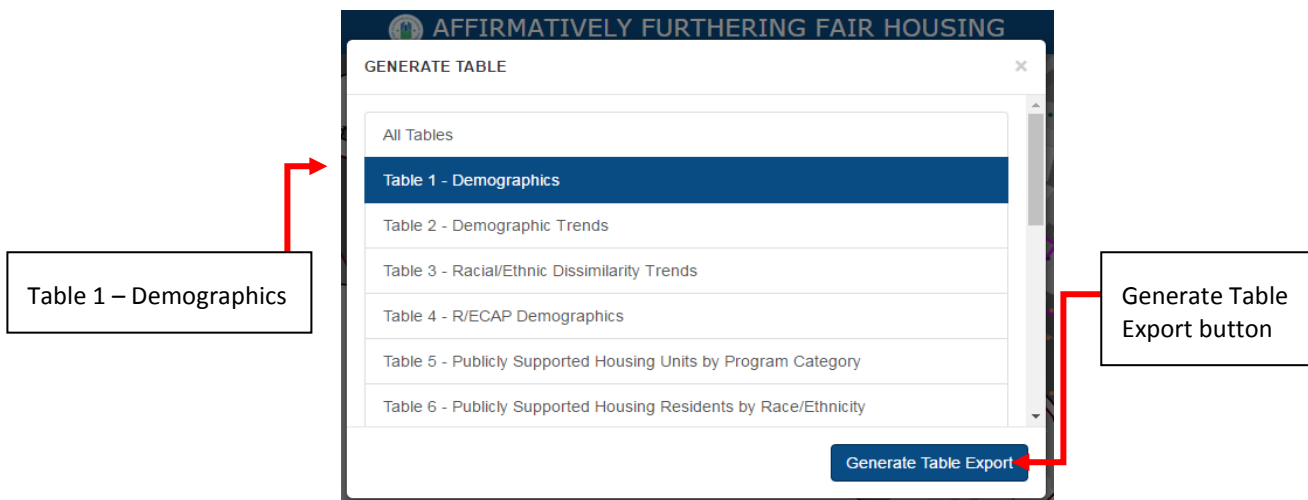 AFFIRMATIVELY FURTHERING FAIR HOUSING
GENERATE TABLE
×
All Tables
Table 1 - Demographics
Table 2 - Demographic Trends
Table 3 - Racial/Ethnic Dissimilarity Trends
Table 4 - R/ECAP Demographics
Table 5 - Publicly Supported Housing Units by Program Category
Table 6 - Publicly Supported Housing Residents by Race/Ethnicity
Generate Table Export
Table 1 – Demographics
Generate Table
Export button